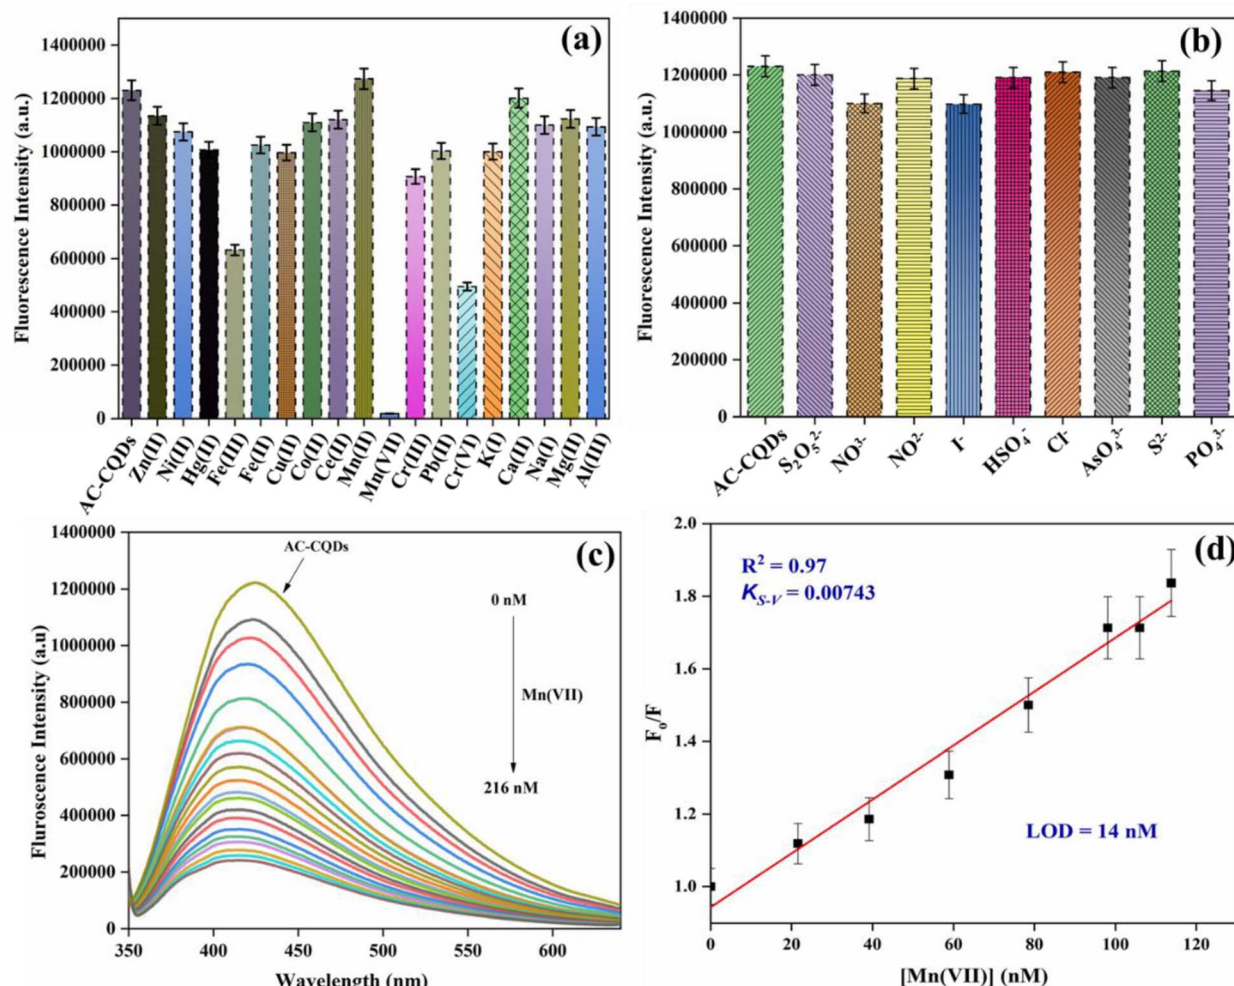 (a)
Fluorescence Intensity (a.u.)
1400000
1200000
1000000
800000
600000
400000
200000
0
AC-CQDs
Zn(II)
Ni(II)
Hg(II)
Fe(III)
Fe(II)
Cu(II)
Co(II)
Ce(II)
Mn(II)
Mn(VII)
Cr(III)
Pb(II)
Cr(VI)
K(I)
Ca(II)
Na(I)
Mg(II)
Al(III)
(b)
Fluorescence Intensity (a.u.)
1400000
1200000
1000000
800000
600000
400000
200000
0
AC-CQDs
S₂O₅²⁻
NO³⁻
NO²⁻
I⁻
HSO₄⁻
Cl⁻
AsO₄³⁻
S²⁻
PO₄³⁻
(c)
Fluroscence Intensity (a.u)
1400000
1200000
1000000
800000
600000
400000
200000
0
AC-CQDs
0 nM
Mn(VII)
216 nM
350
400
450
500
550
600
Wavelength (nm)
(d)
F₀/F
2.0
1.8
1.6
1.4
1.2
1.0
R² = 0.97
K_S-V = 0.00743
LOD = 14 nM
0
20
40
60
80
100
120
[Mn(VII)] (nM)